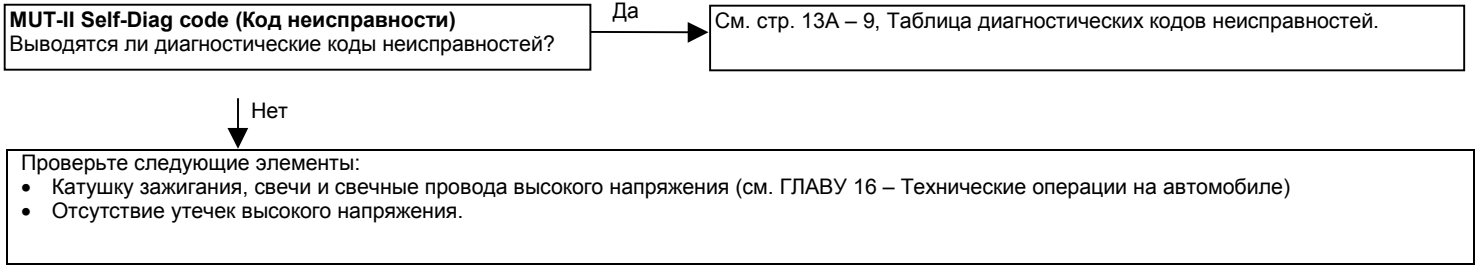 MUT-II Self-Diag code (Код неисправности)
Выводятся ли диагностические коды неисправностей?
Да
См. стр. 13А – 9, Таблица диагностических кодов неисправностей.
Нет
Проверьте следующие элементы:
• Катушку зажигания, свечи и свечные провода высокого напряжения (см. ГЛАВУ 16 – Технические операции на автомобиле)
• Отсутствие утечек высокого напряжения.